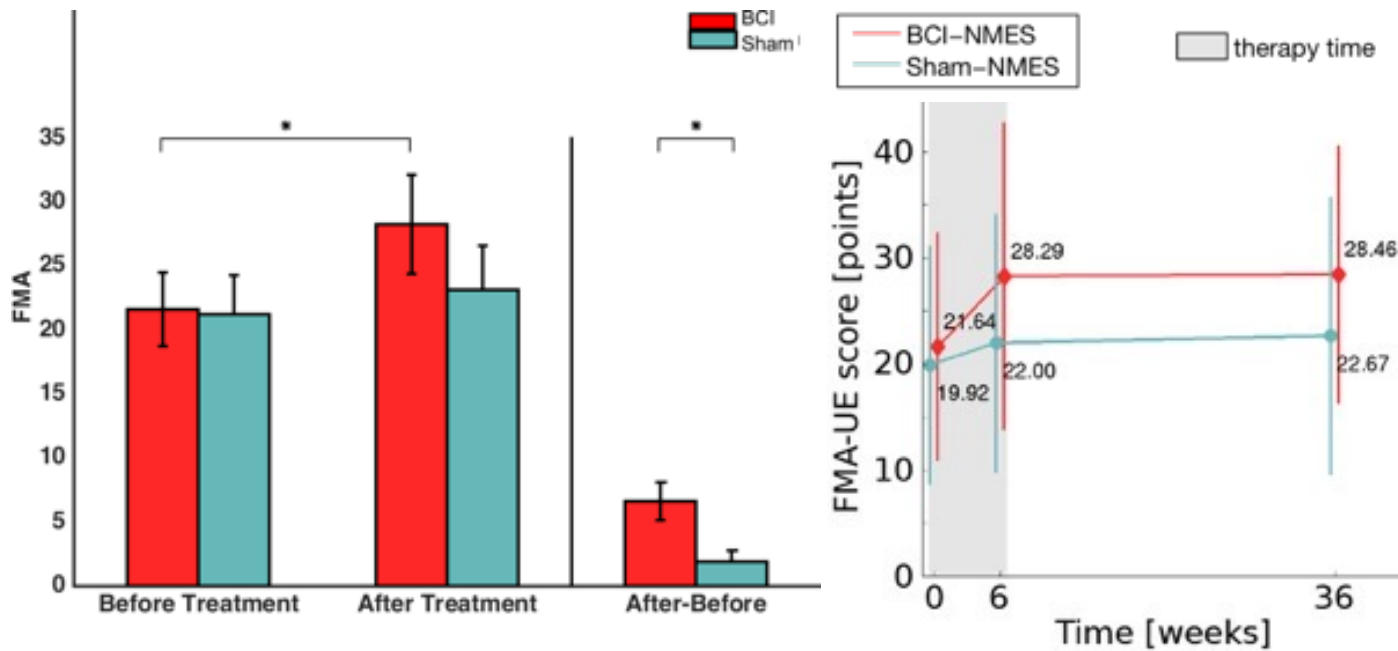 BCI
Sham
FMA
35
30
25
20
15
10
5
0
*
*
Before Treatment
After Treatment
After-Before
BCI-NMES
Sham-NMES
therapy time
FMA-UE score [points]
40
30
20
10
0
28.29
28.46
21.64
19.92
22.00
22.67
0
6
36
Time [weeks]